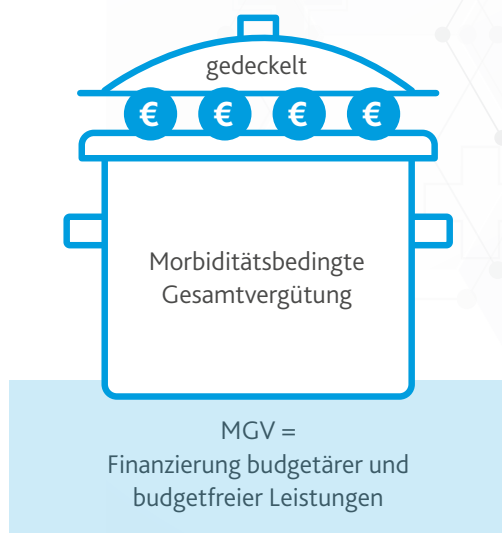 gedeckelt
€ € € €
Morbiditätsbedingte
Gesamtvergütung
MGV =
Finanzierung budgetärer und
budgetfreier Leistungen